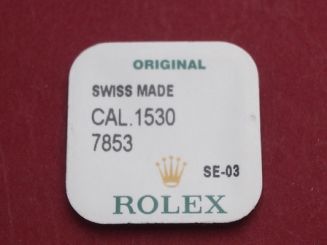 ORIGINAL
SWISS MADE
CAL.1530
7853
SE-03
ROLEX